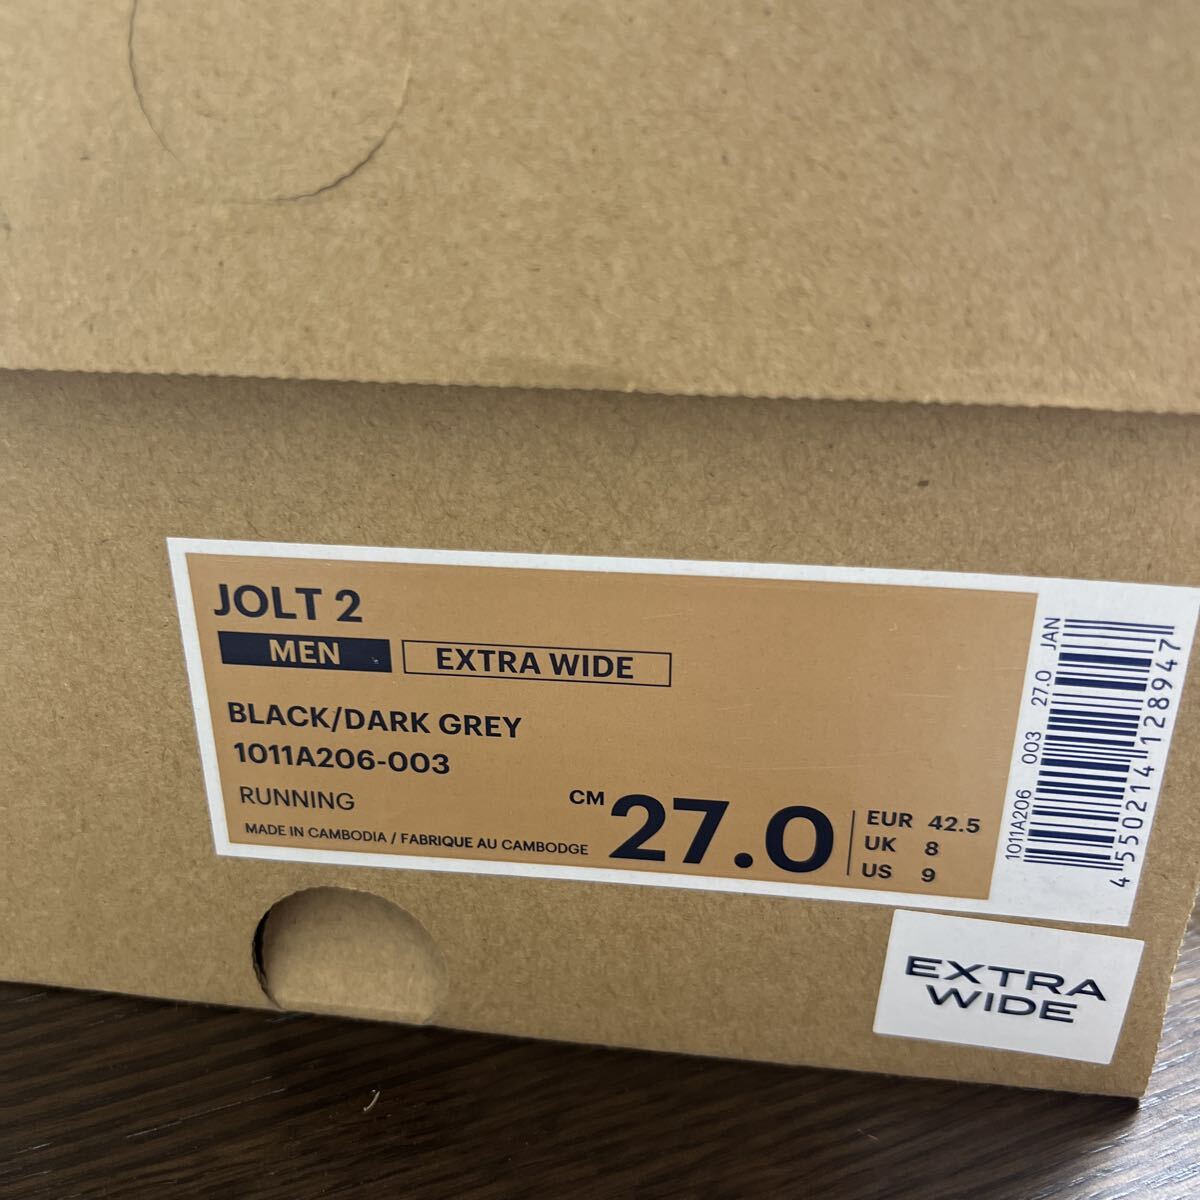 JOLT 2
MEN EXTRA WIDE
BLACK/DARK GREY
1011A206-003
RUNNING
MADE IN CAMBODIA / FABRIQUE AU CAMBODGE
CM 27.0
EUR 42.5
UK 8
US 9
1011A206 003 27.0 JAN
4550214128947
EXTRA
WIDE